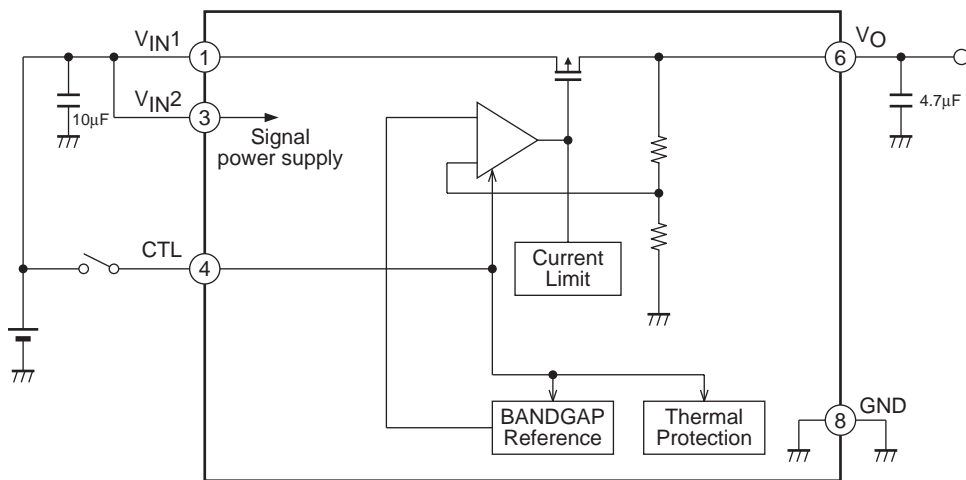 VIN1
1
VO
6
10μF
4.7μF
VIN2
3
Signal
power supply
CTL
4
Current
Limit
BANDGAP
Reference
Thermal
Protection
GND
8